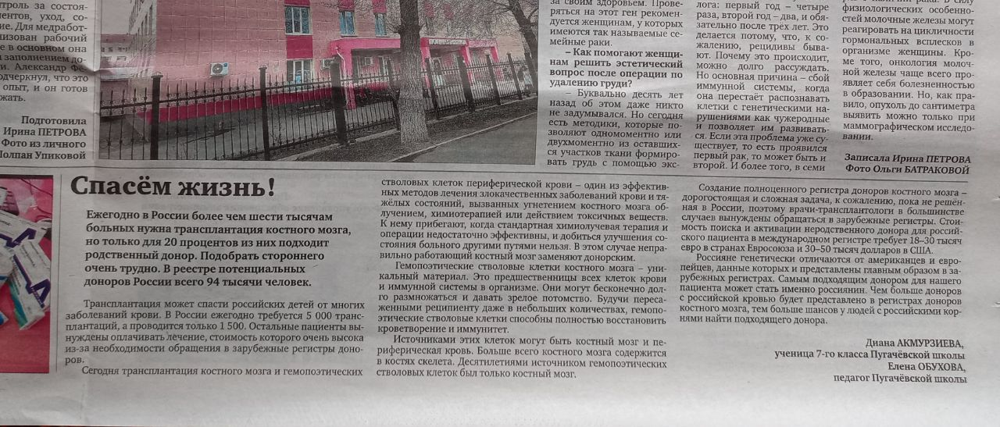 нтроль за состоя-
ентов, уход, со-
ние. Для медработ-
низован рабочий
е в основном она
заполнением до-
и. Александр Фе-
одчеркнул, что это
опыт, и он готов
жать.
Подготовила
Ирина ПЕТРОВА
Фото из личного
Полпан Упиковой
за своим здоровьем. Прове-
ряться на этот ген рекомен-
дуется женщинам, у которых
имеются так называемые се-
мейные раки.
– Как помогают женщи-
нам решить эстетический
вопрос после операции по
удалению груди?
– Буквально десять лет
назад об этом даже никто
не задумывался. Но сегодня
есть методики, которые по-
зволяют одномоментно или
двухмоментно из оставших-
ся участков ткани формиро-
вать грудь с помощью экс-
лога: первый год – четыре
раза, второй год – два, и обя-
зательно после трёх лет. Это
делается потому, что, к со-
жалению, рецидивы быва-
ют. Почему это происходит,
можно долго рассуждать.
Но основная причина – сбой
иммунной системы, когда
она перестаёт распознавать
клетки с генетическими на-
рушениями как чужеродные
и позволяет им развивать-
ся. Если эта проблема уже су-
ществует, то есть проявился
первый рак, то может быть и
второй. И более того, в семи
физиологических особенно-
стей молочные железы могут
реагировать на цикличности
гормональных всплесков в
организме женщины. Кро-
ме того, онкология молоч-
ной железы чаще всего про-
являет себя болезненностью
в образовании. Но, как пра-
вило, опухоль до сантиметра
выявить можно только при
маммографическом исследо-
вании.
Записала Ирина ПЕТРОВА
Фото Ольги БАТРАКОВОЙ
Спасём жизнь!
Ежегодно в России более чем шести тысячам
больных нужна трансплантация костного мозга,
но только для 20 процентов из них подходит
родственный донор. Подобрать стороннего
очень трудно. В реестре потенциальных
доноров России всего 94 тысячи человек.
Трансплантация может спасти российских детей от многих
заболеваний крови. В России ежегодно требуется 5 000 транс-
плантаций, а проводится только 1 500. Остальные пациенты вы-
нуждены оплачивать лечение, стоимость которого очень высока
из-за необходимости обращения в зарубежные регистры доно-
ров.
Сегодня трансплантация костного мозга и гемопоэтических
стволовых клеток периферической крови – один из эффектив-
ных методов лечения злокачественных заболеваний крови и тя-
жёлых состояний, вызванных угнетением костного мозга об-
лучением, химиотерапией или действием токсичных веществ.
К нему прибегают, когда стандартная химиолучевая терапия и
операции недостаточно эффективны, и добиться улучшения со-
стояния больного другими путями нельзя. В этом случае непра-
вильно работающий костный мозг заменяют донорским.
Гемопоэтические стволовые клетки костного мозга – уни-
кальный материал. Это предшественницы всех клеток крови
и иммунной системы в организме. Они могут бесконечно дол-
го размножаться и давать зрелое потомство. Будучи переса-
женными реципиенту даже в небольших количествах, гемопо-
этические стволовые клетки способны полностью восстановить
кроветворение и иммунитет.
Источниками этих клеток могут быть костный мозг и пе-
риферическая кровь. Больше всего костного мозга содержится
в костях скелета. Десятилетиями источником гемопоэтических
стволовых клеток был только костный мозг.
Создание полноценного регистра доноров костного мозга –
дорогостоящая и сложная задача, к сожалению, пока не решён-
ная в России, поэтому врачи-трансплантологи в большинстве
случаев вынуждены обращаться в зарубежные регистры. Стои-
мость поиска и активации неродственного донора для россий-
ского пациента в международном регистре требует 18–30 тысяч
евро в странах Евросоюза и 30–50 тысяч долларов в США.
Россияне генетически отличаются от американцев и евро-
пейцев, данные которых и представлены главным образом в за-
рубежных регистрах. Самым подходящим донором для нашего
пациента может стать именно россиянин. Чем больше доноров
с российской кровью будет представлено в регистрах доноров
костного мозга, тем больше шансов у людей с российскими кор-
нями найти подходящего донора.
Диана АКМУРЗИЕВА,
ученица 7-го класса Пугачёвской школы
Елена ОБУХОВА,
педагог Пугачёвской школы